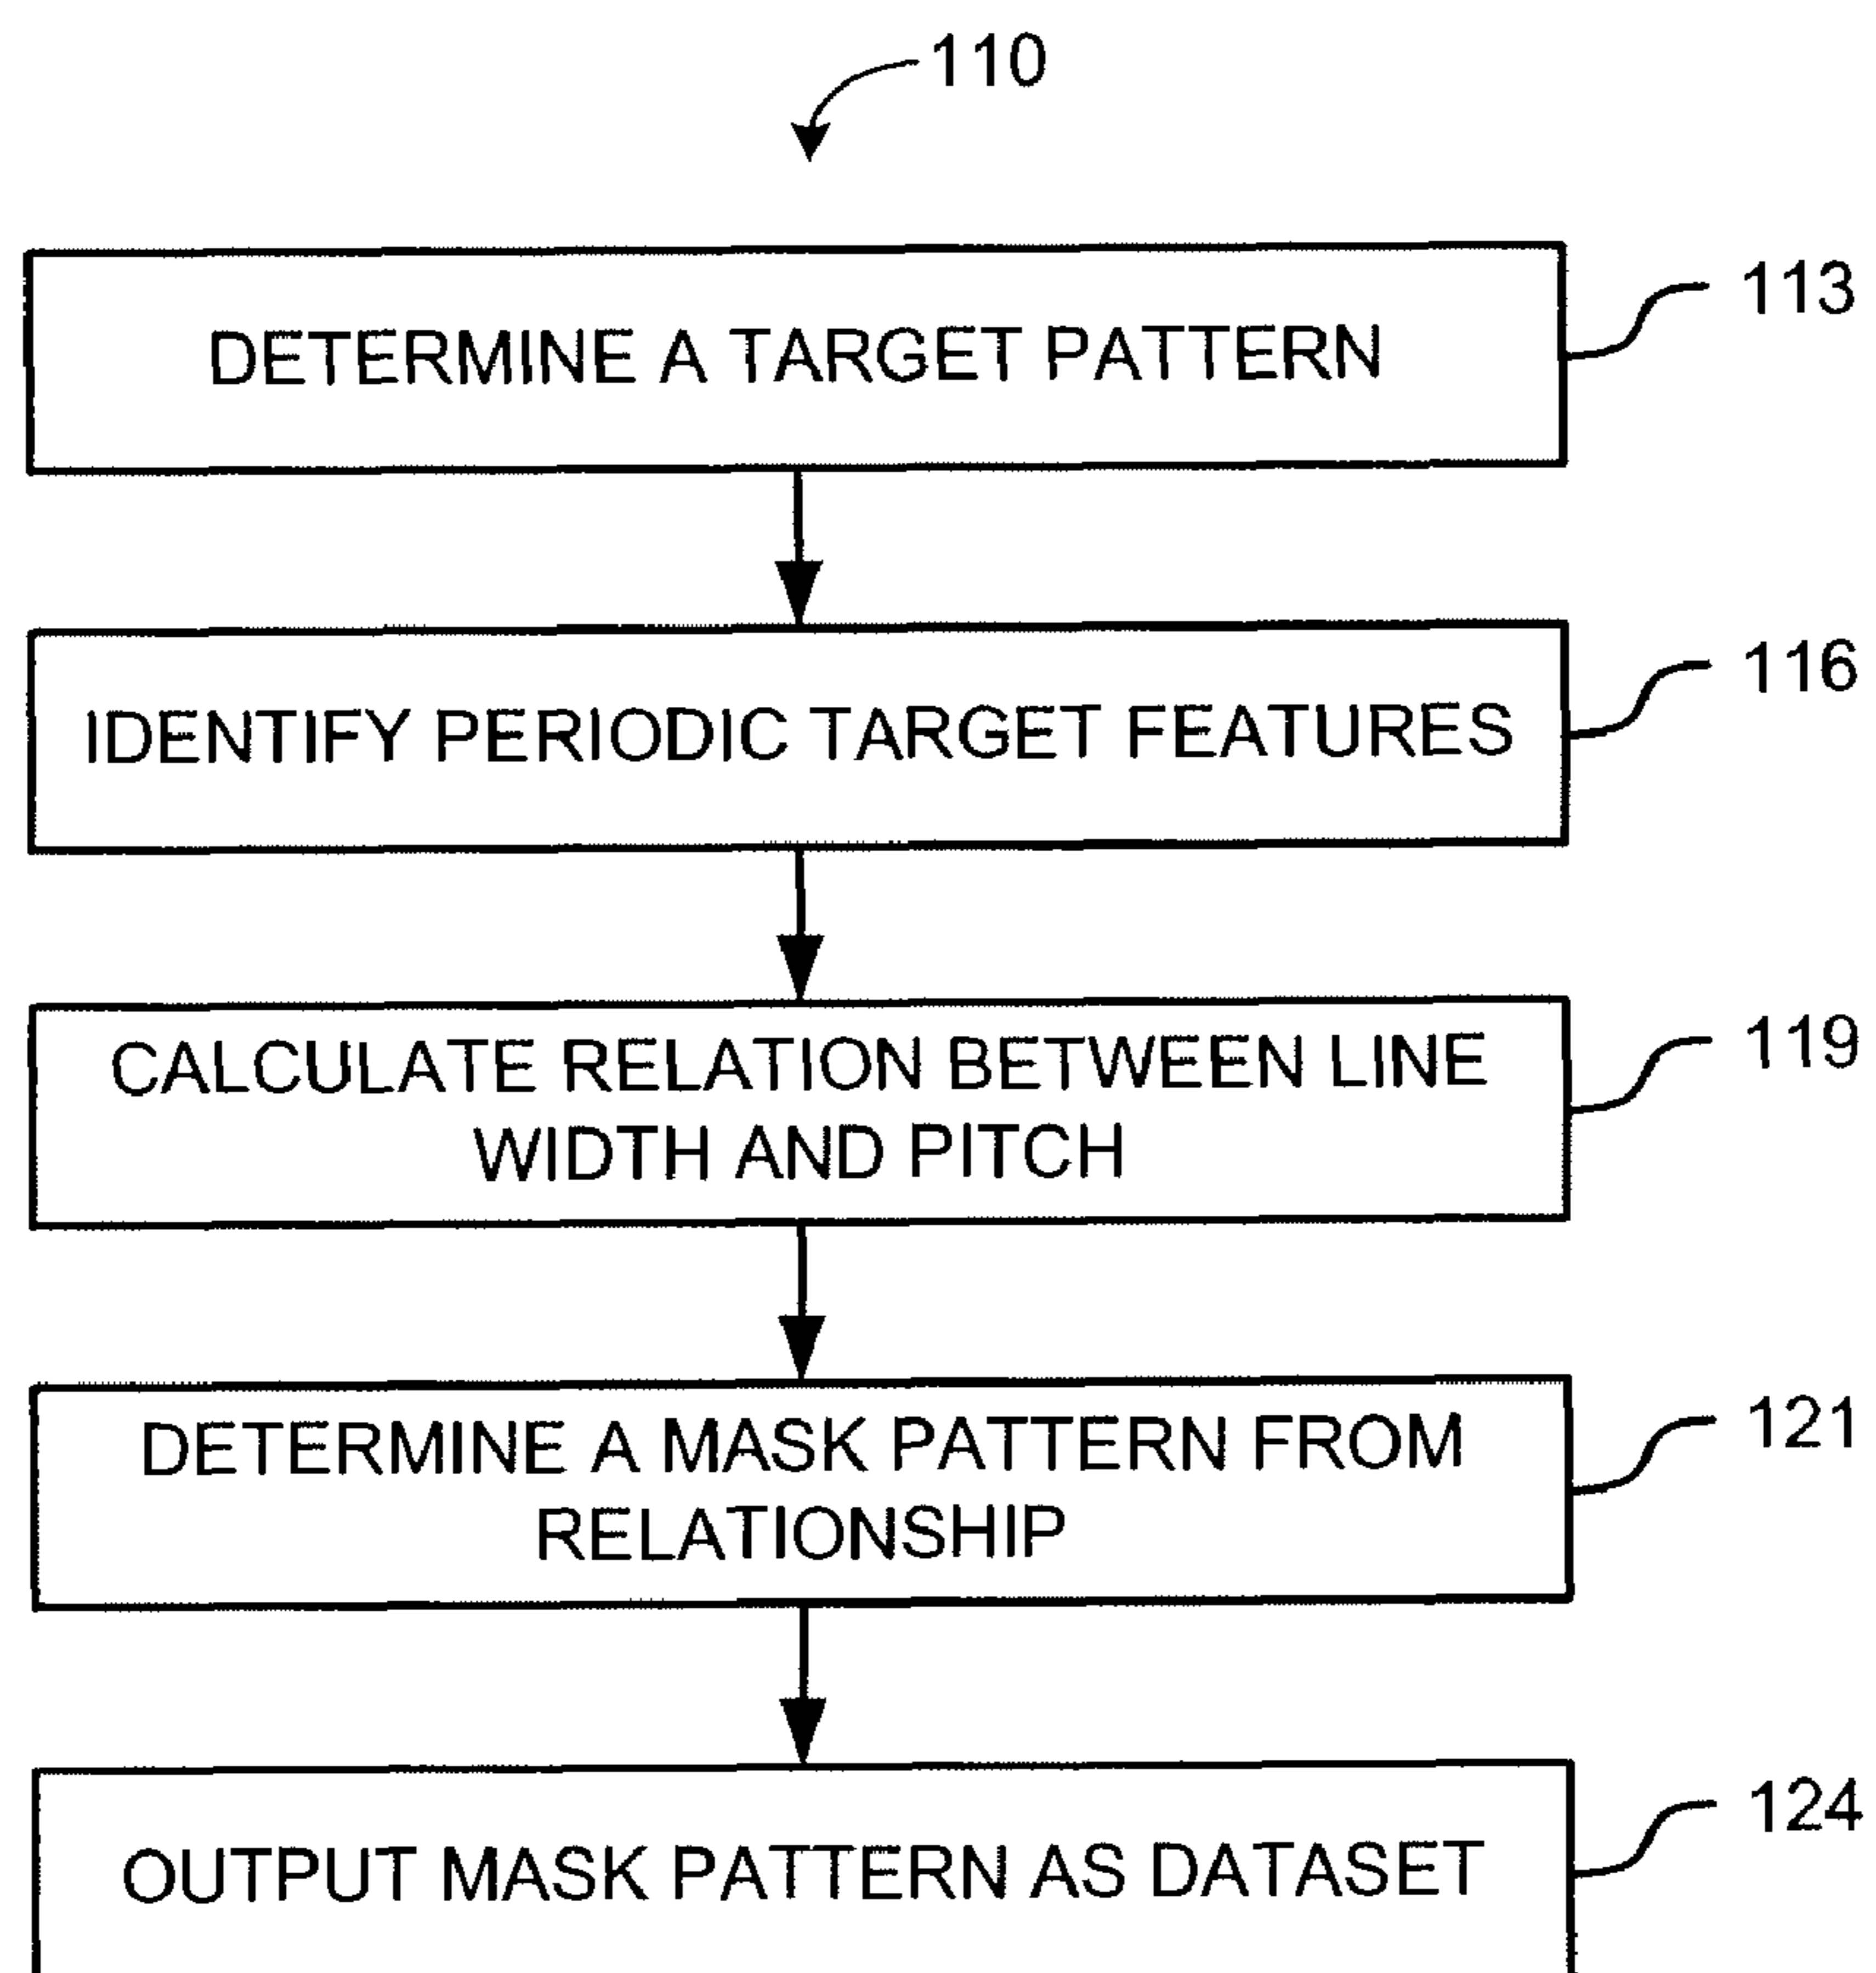 110
DETERMINE A TARGET PATTERN
113
IDENTIFY PERIODIC TARGET FEATURES
116
CALCULATE RELATION BETWEEN LINE
WIDTH AND PITCH
119
DETERMINE A MASK PATTERN FROM
RELATIONSHIP
121
OUTPUT MASK PATTERN AS DATASET
124